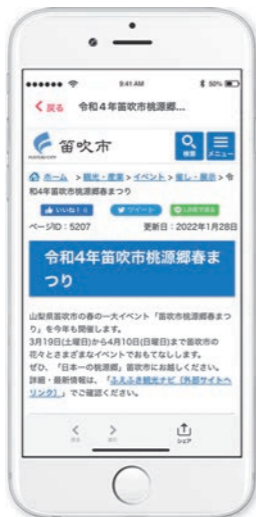 9:41 AM
50%
戻る 令和4年笛吹市桃源郷...
笛吹市
検索
メニュー
ホーム > 観光・産業 > イベント > 催し・展示 > 令
和4年笛吹市桃源郷春まつり
いいね!
ツイート
LINEで送る
ページID:5207 更新日:2022年1月28日
令和4年笛吹市桃源郷春ま
つり
山梨県笛吹市の春の一大イベント「笛吹市桃源郷春まつ
り」を今年も開催します。
3月19日(土曜日)から4月10日(日曜日)まで笛吹市の
花々とさまざまなイベントでおもてなしします。
ぜひ、「日本一の桃源郷」笛吹市にお越しください。
詳細・最新情報は、「ふえふき観光ナビ(外部サイトへ
リンク)」でご確認ください。
戻る
シェア